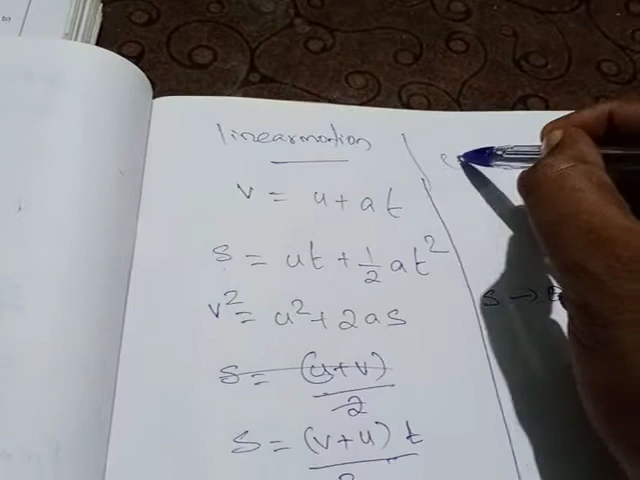 linearmotion
v = u + at
s = ut + 1/2 at²
v² = u² + 2as
s = (u+v)/2
s = (v+u) t
s →